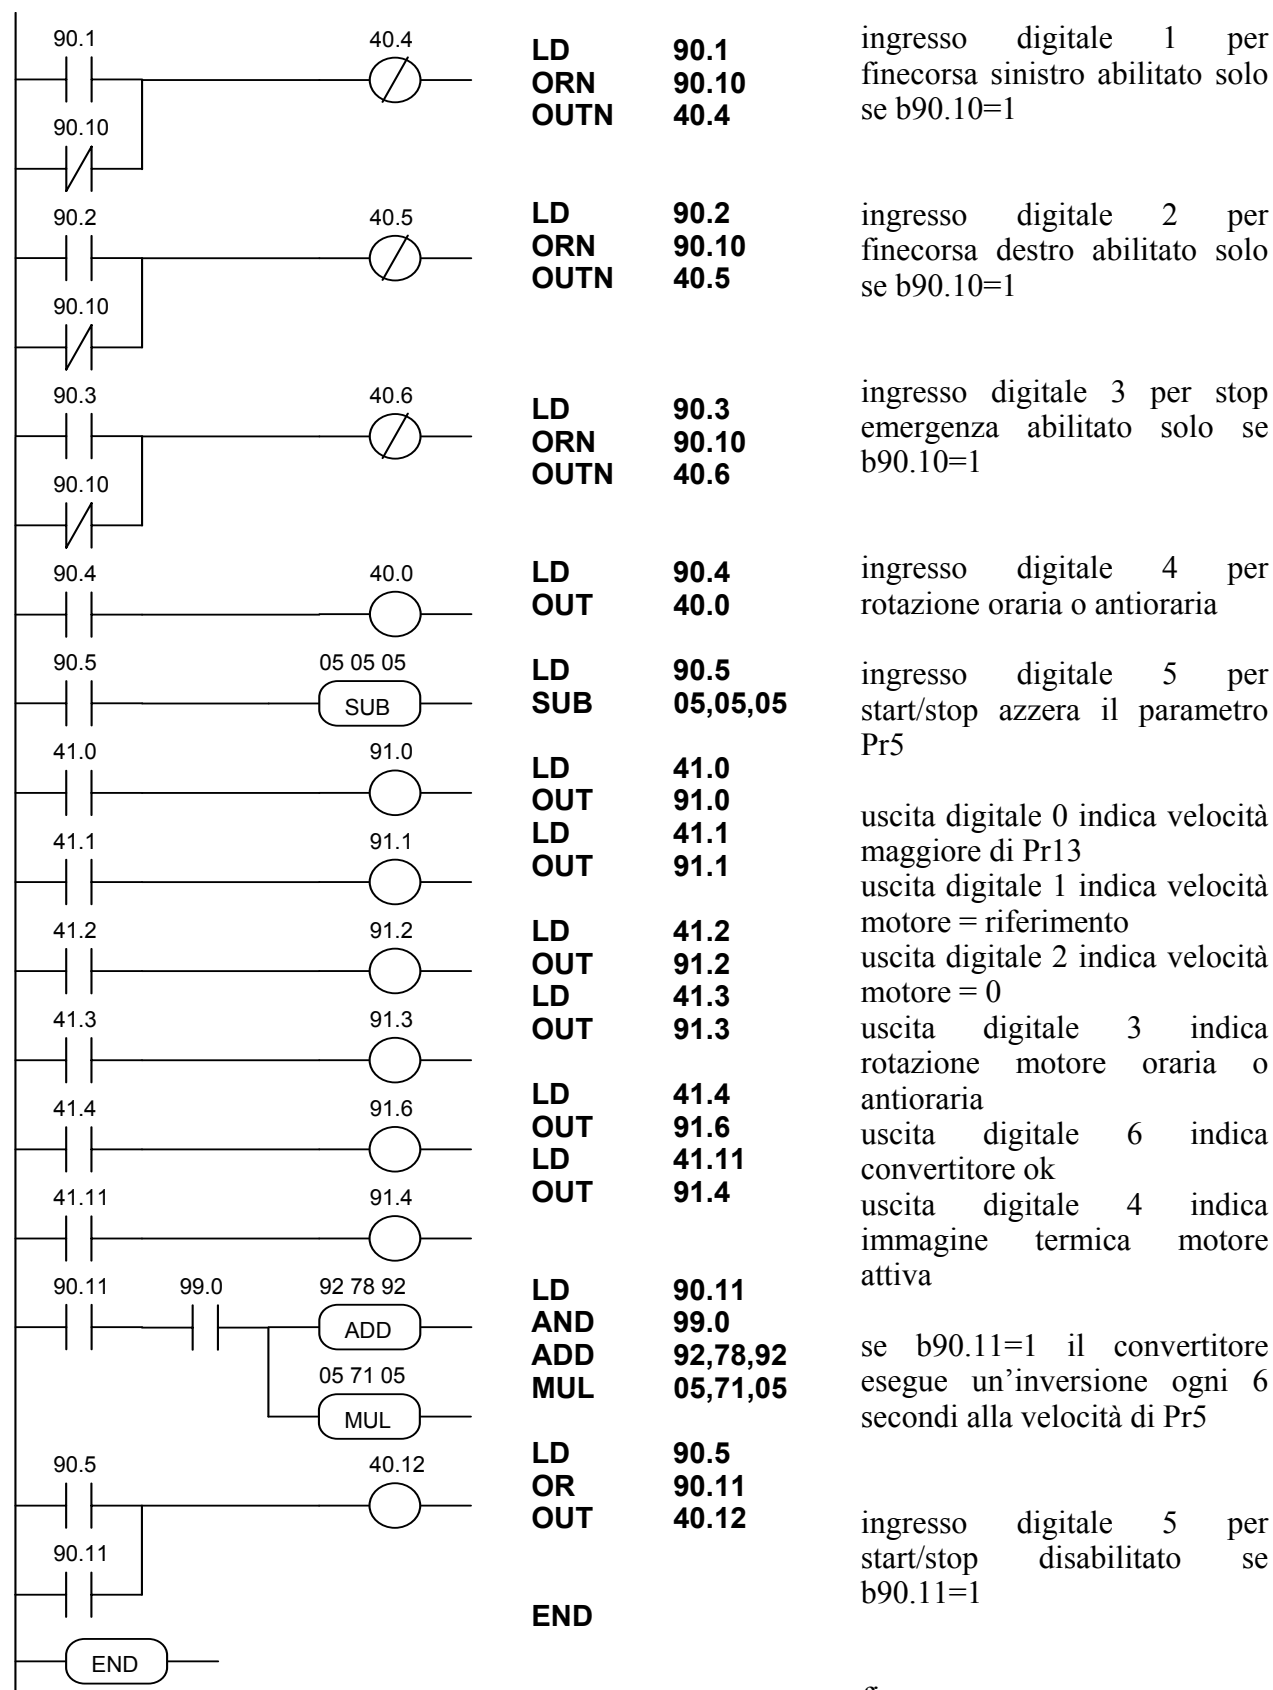 90.1 40.4
90.10
90.2 40.5
90.10
90.3 40.6
90.10
90.4 40.0
90.5 05 05 05
SUB
41.0 91.0
41.1 91.1
41.2 91.2
41.3 91.3
41.4 91.6
41.11 91.4
90.11 99.0 92 78 92
ADD
05 71 05
MUL
90.5 40.12
90.11
END
LD 90.1
ORN 90.10
OUTN 40.4
LD 90.2
ORN 90.10
OUTN 40.5
LD 90.3
ORN 90.10
OUTN 40.6
LD 90.4
OUT 40.0
LD 90.5
SUB 05,05,05
LD 41.0
OUT 91.0
LD 41.1
OUT 91.1
LD 41.2
OUT 91.2
LD 41.3
OUT 91.3
LD 41.4
OUT 91.6
LD 41.11
OUT 91.4
LD 90.11
AND 99.0
ADD 92,78,92
MUL 05,71,05
LD 90.5
OR 90.11
OUT 40.12
END
ingresso digitale 1 per
finecorsa sinistro abilitato solo
se b90.10=1
ingresso digitale 2 per
finecorsa destro abilitato solo
se b90.10=1
ingresso digitale 3 per stop
emergenza abilitato solo se
b90.10=1
ingresso digitale 4 per
rotazione oraria o antioraria
ingresso digitale 5 per
start/stop azzera il parametro
Pr5
uscita digitale 0 indica velocità
maggiore di Pr13
uscita digitale 1 indica velocità
motore = riferimento
uscita digitale 2 indica velocità
motore = 0
uscita digitale 3 indica
rotazione motore oraria o
antioraria
uscita digitale 6 indica
convertitore ok
uscita digitale 4 indica
immagine termica motore
attiva
se b90.11=1 il convertitore
esegue un’inversione ogni 6
secondi alla velocità di Pr5
ingresso digitale 5 per
start/stop disabilitato se
b90.11=1